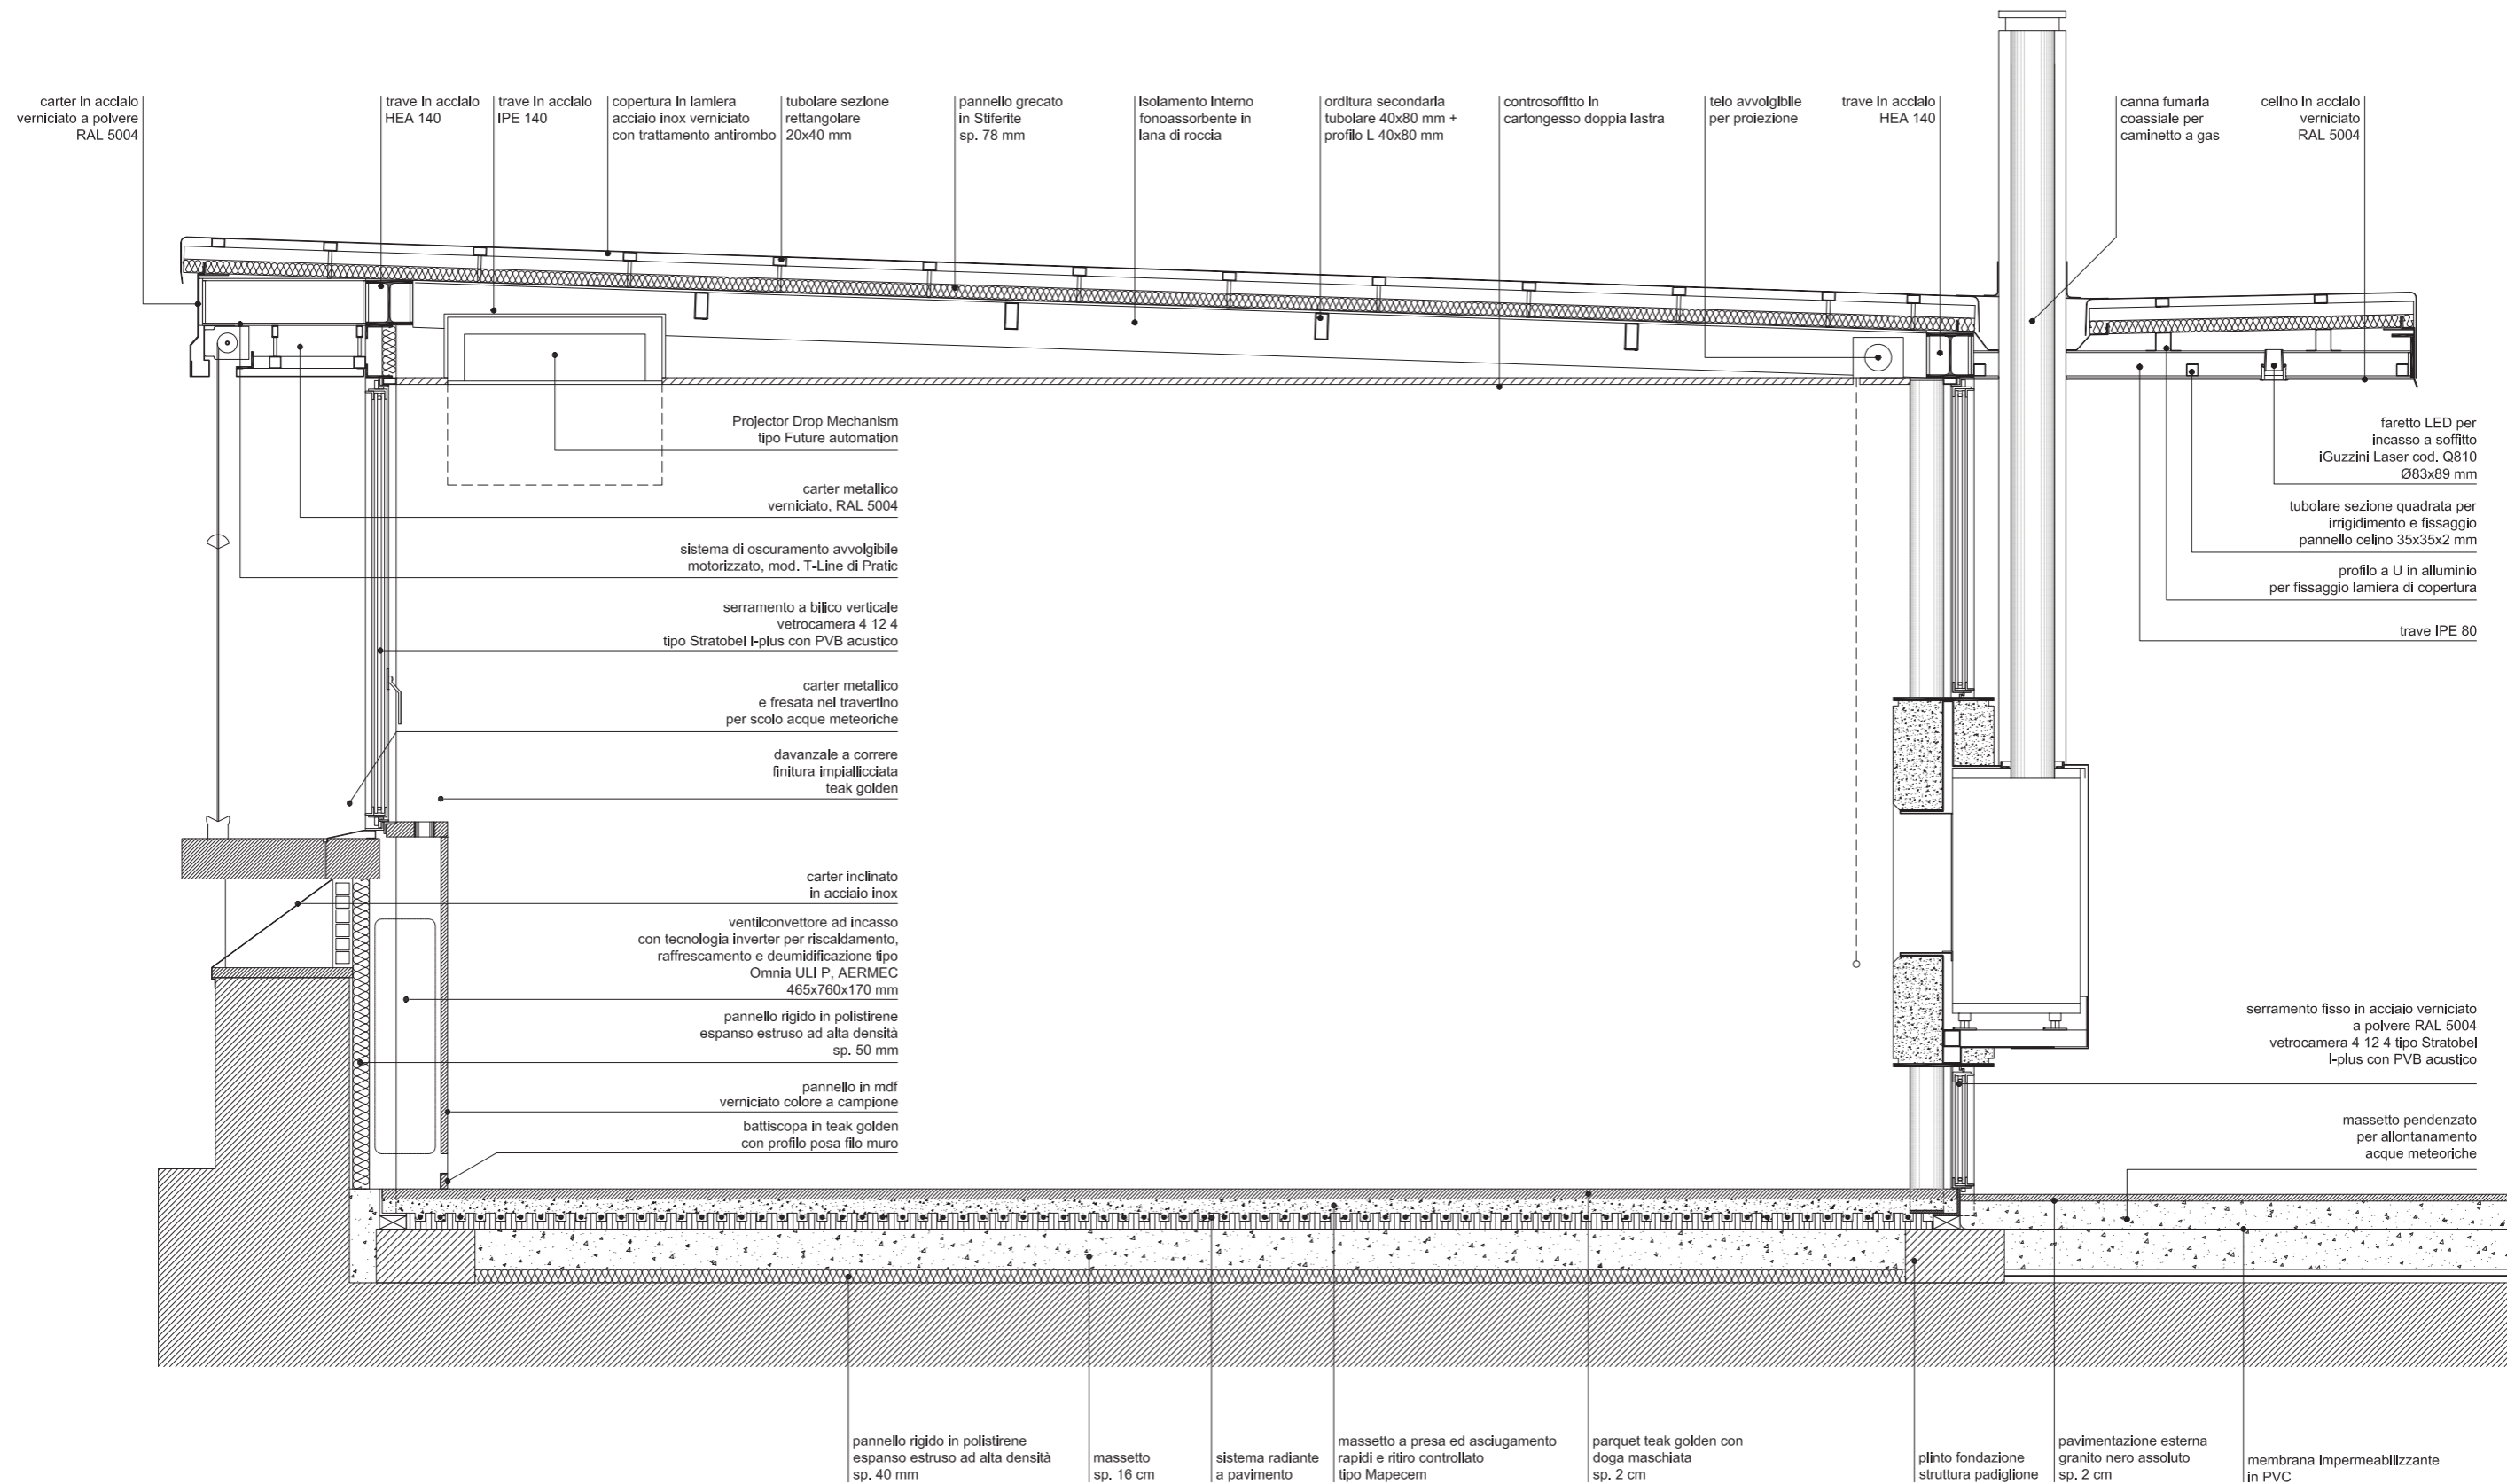 carter in acciaio
verniciato a polvere
RAL 5004
trave in acciaio
HEA 140
trave in acciaio
IPE 140
copertura in lamiera
acciaio inox verniciato
con trattamento antirombo
tubolare sezione
rettangolare
20x40 mm
pannello grecato
in Stiferite
sp. 78 mm
isolamento interno
fonoassorbente in
lana di roccia
orditura secondaria
tubolare 40x80 mm +
profilo L 40x80 mm
controsoffitto in
cartongesso doppia lastra
telo avvolgibile
per proiezione
trave in acciaio
HEA 140
canna fumaria
coassiale per
caminetto a gas
celino in acciaio
verniciato
RAL 5004
Projector Drop Mechanism
tipo Future automation
carter metallico
verniciato, RAL 5004
sistema di oscuramento avvolgibile
motorizzato, mod. T-Line di Pratic
serramento a bilico verticale
vetrocamera 4 12 4
tipo Stratobel I-plus con PVB acustico
carter metallico
e fresata nel travertino
per scolo acque meteoriche
davanzale a correre
finitura impiallicciata
teak golden
carter inclinato
in acciaio inox
ventilconvettore ad incasso
con tecnologia inverter per riscaldamento,
raffrescamento e deumidificazione tipo
Omnia ULI P, AERMEC
465x760x170 mm
pannello rigido in polistirene
espanso estruso ad alta densità
sp. 50 mm
pannello in mdf
verniciato colore a campione
battiscopa in teak golden
con profilo posa filo muro
faretto LED per
incasso a soffitto
iGuzzini Laser cod. Q810
Ø83x89 mm
tubolare sezione quadrata per
irrigidimento e fissaggio
pannello celino 35x35x2 mm
profilo a U in alluminio
per fissaggio lamiera di copertura
trave IPE 80
serramento fisso in acciaio verniciato
a polvere RAL 5004
vetrocamera 4 12 4 tipo Stratobel
I-plus con PVB acustico
massetto pendenzato
per allontanamento
acque meteoriche
pannello rigido in polistirene
espanso estruso ad alta densità
sp. 40 mm
massetto
sp. 16 cm
sistema radiante
a pavimento
massetto a presa ed asciugamento
rapidi e ritiro controllato
tipo Mapecem
parquet teak golden con
doga maschiata
sp. 2 cm
plinto fondazione
struttura padiglione
pavimentazione esterna
granito nero assoluto
sp. 2 cm
membrana impermeabilizzante
in PVC